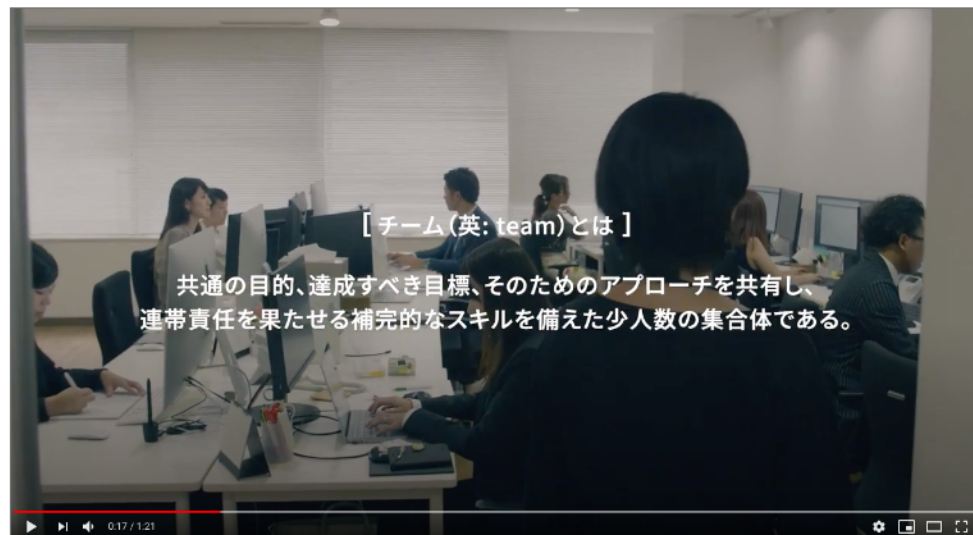 [ チーム(英: team)とは ]
共通の目的、達成すべき目標、そのためのアプローチを共有し、
連帯責任を果たせる補完的なスキルを備えた少人数の集合体である。
0:17 / 1:21